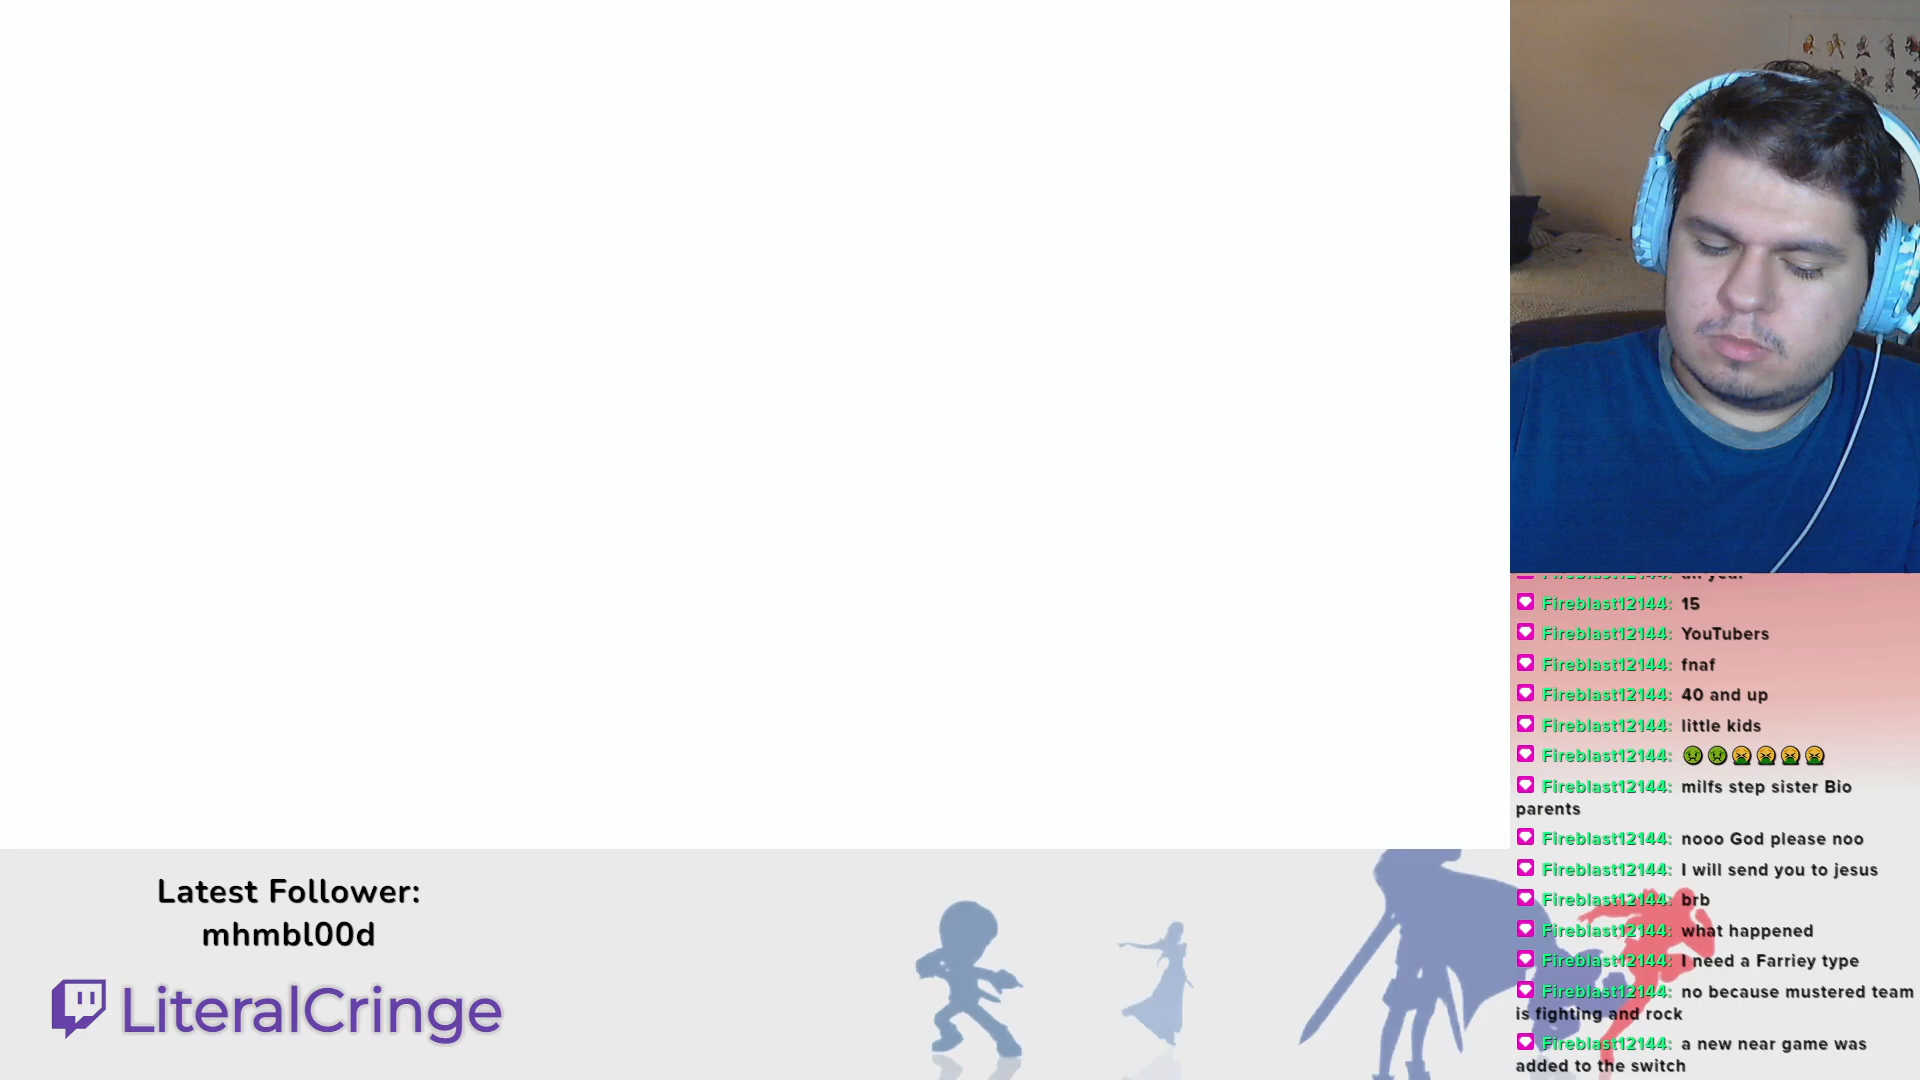 Fireblast12144: 15
Fireblast12144: YouTubers
Fireblast12144: fnaf
Fireblast12144: 40 and up
Fireblast12144: little kids
Fireblast12144: 🤢🤢🤮🤮🤮🤮
Fireblast12144: milfs step sister Bio
parents
Fireblast12144: nooo God please noo
Fireblast12144: I will send you to jesus
Fireblast12144: brb
Fireblast12144: what happened
Fireblast12144: I need a Farriey type
Fireblast12144: no because mustered team
is fighting and rock
Fireblast12144: a new near game was
added to the switch
Latest Follower:
mhmbl00d
LiteralCringe